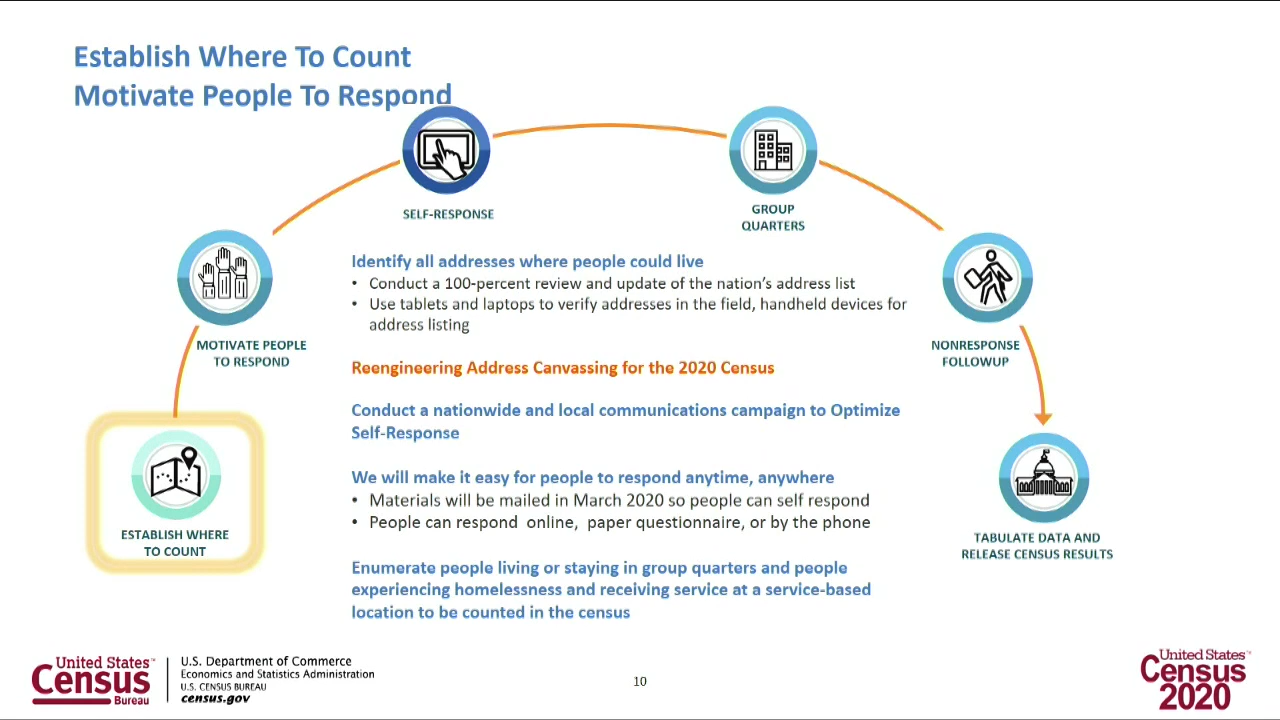 Establish Where To Count
Motivate People To Respond
SELF-RESPONSE
GROUP
QUARTERS
MOTIVATE PEOPLE
TO RESPOND
NONRESPONSE
FOLLOWUP
ESTABLISH WHERE
TO COUNT
TABULATE DATA AND
RELEASE CENSUS RESULTS
Identify all addresses where people could live
• Conduct a 100-percent review and update of the nation's address list
• Use tablets and laptops to verify addresses in the field, handheld devices for
address listing
Reengineering Address Canvassing for the 2020 Census
Conduct a nationwide and local communications campaign to Optimize
Self-Response
We will make it easy for people to respond anytime, anywhere
• Materials will be mailed in March 2020 so people can self respond
• People can respond online, paper questionnaire, or by the phone
Enumerate people living or staying in group quarters and people
experiencing homelessness and receiving service at a service-based
location to be counted in the census
United States™
Census
Bureau
U.S. Department of Commerce
Economics and Statistics Administration
U.S. CENSUS BUREAU
census.gov
10
United States™
Census
2020